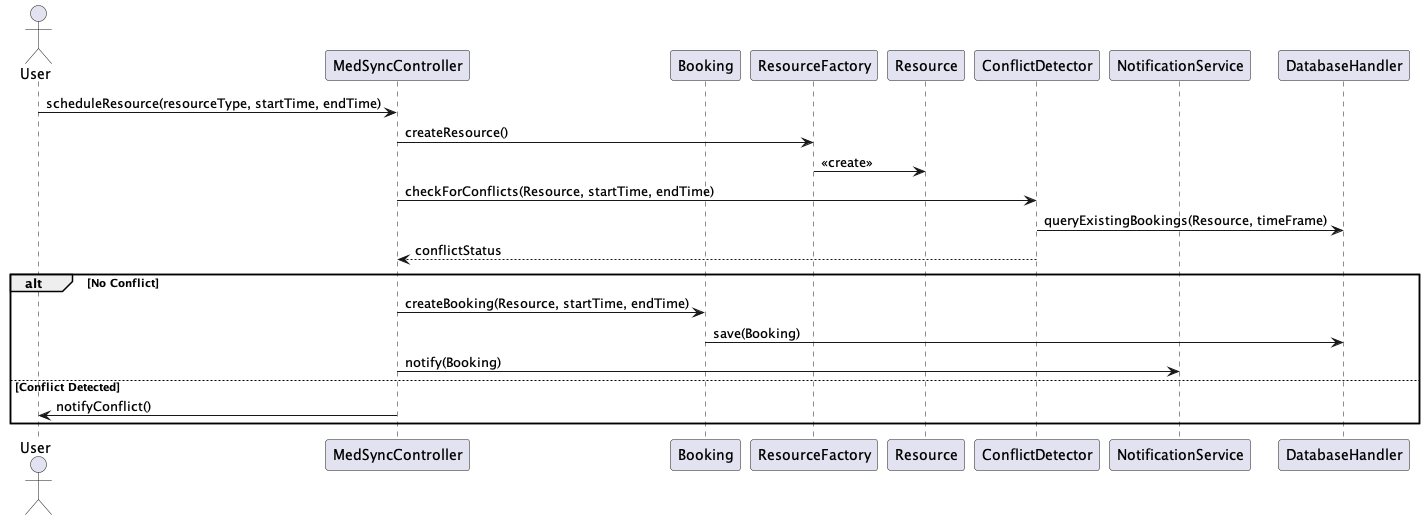 User
MedSyncController
Booking
ResourceFactory
Resource
ConflictDetector
NotificationService
DatabaseHandler
scheduleResource(resourceType, startTime, endTime)
createResource()
«create»
checkForConflicts(Resource, startTime, endTime)
queryExistingBookings(Resource, timeFrame)
conflictStatus
alt
[No Conflict]
createBooking(Resource, startTime, endTime)
save(Booking)
notify(Booking)
[Conflict Detected]
notifyConflict()
User
MedSyncController
Booking
ResourceFactory
Resource
ConflictDetector
NotificationService
DatabaseHandler